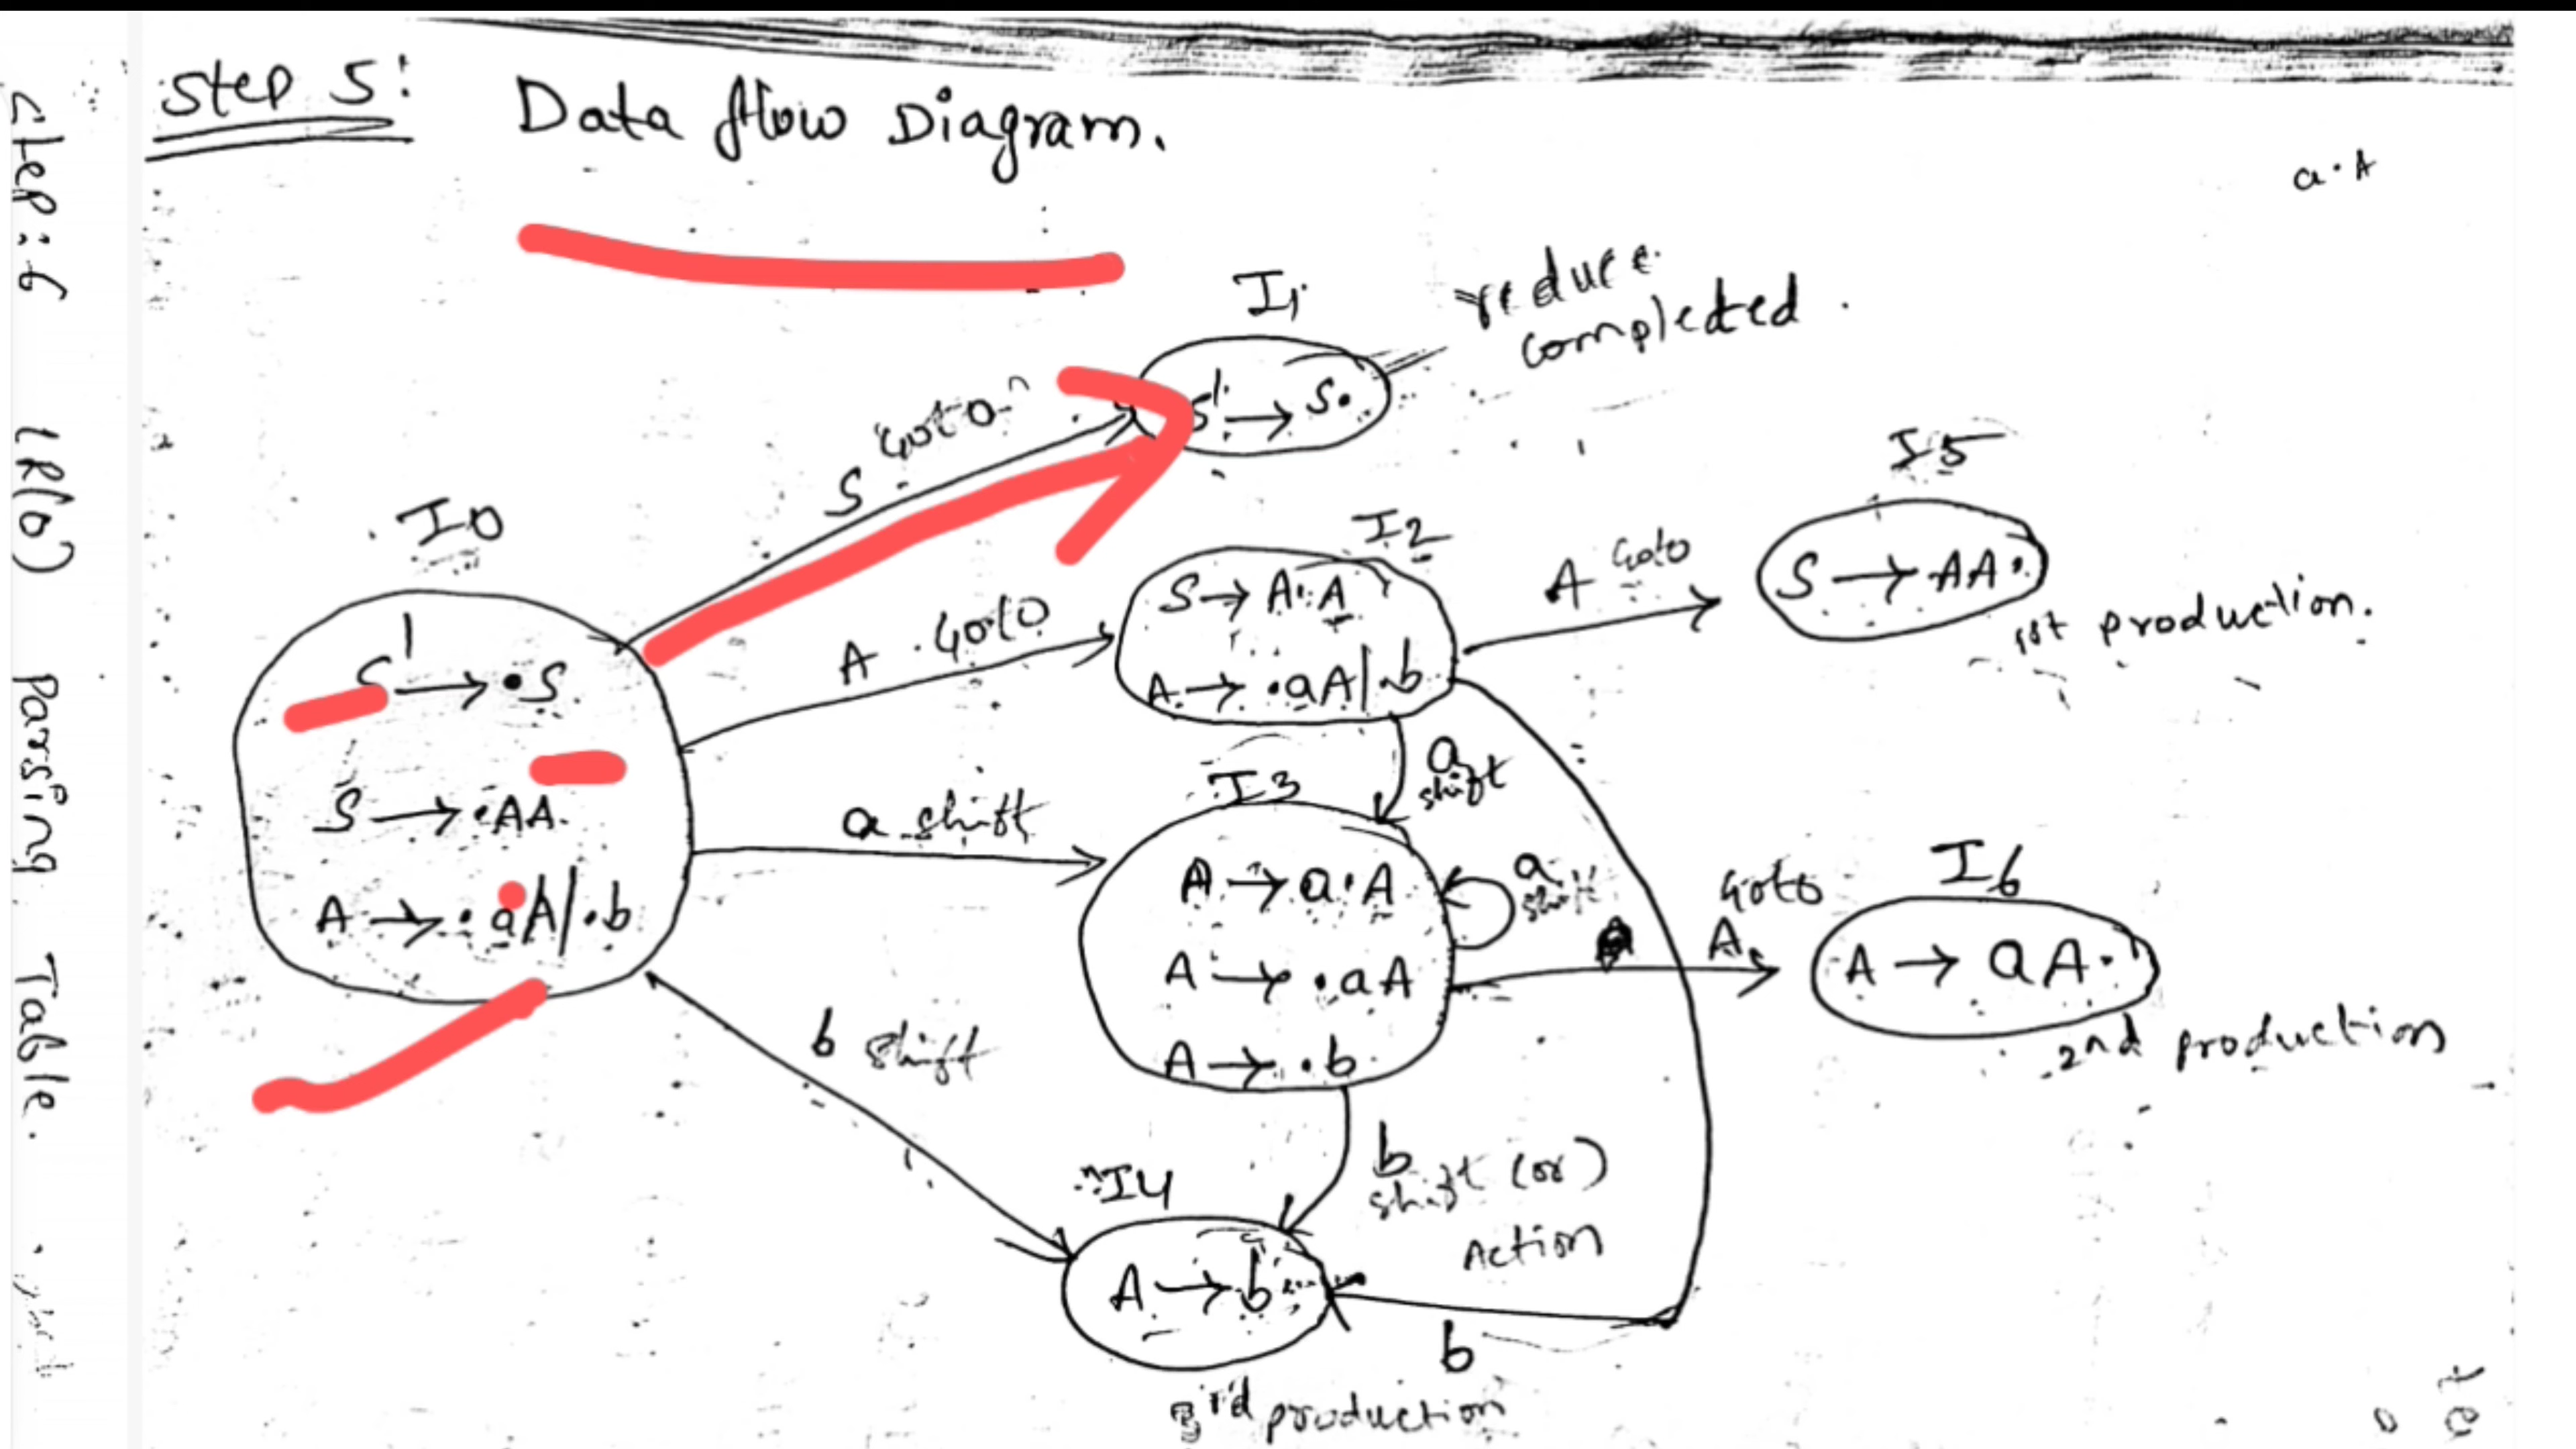 Step 5:
Data flow Diagram.
a·A
I1
reduce
completed.
S' → S.
S Goto
I0
S' → •S
S → •AA.
A → •aA|•b
A Goto
I2
S → A·A
A → •aA|•b
A Goto
I5
S → AA•
1st production.
a shift
a
shift
I3
A → a·A
A → •aA
A → •b
a
shift
Goto
A
I6
A → aA•
2nd production
b shift
b
shift (or)
Action
I4
A → b
b
3rd production
Step:6 LR(0) Parsing Table.